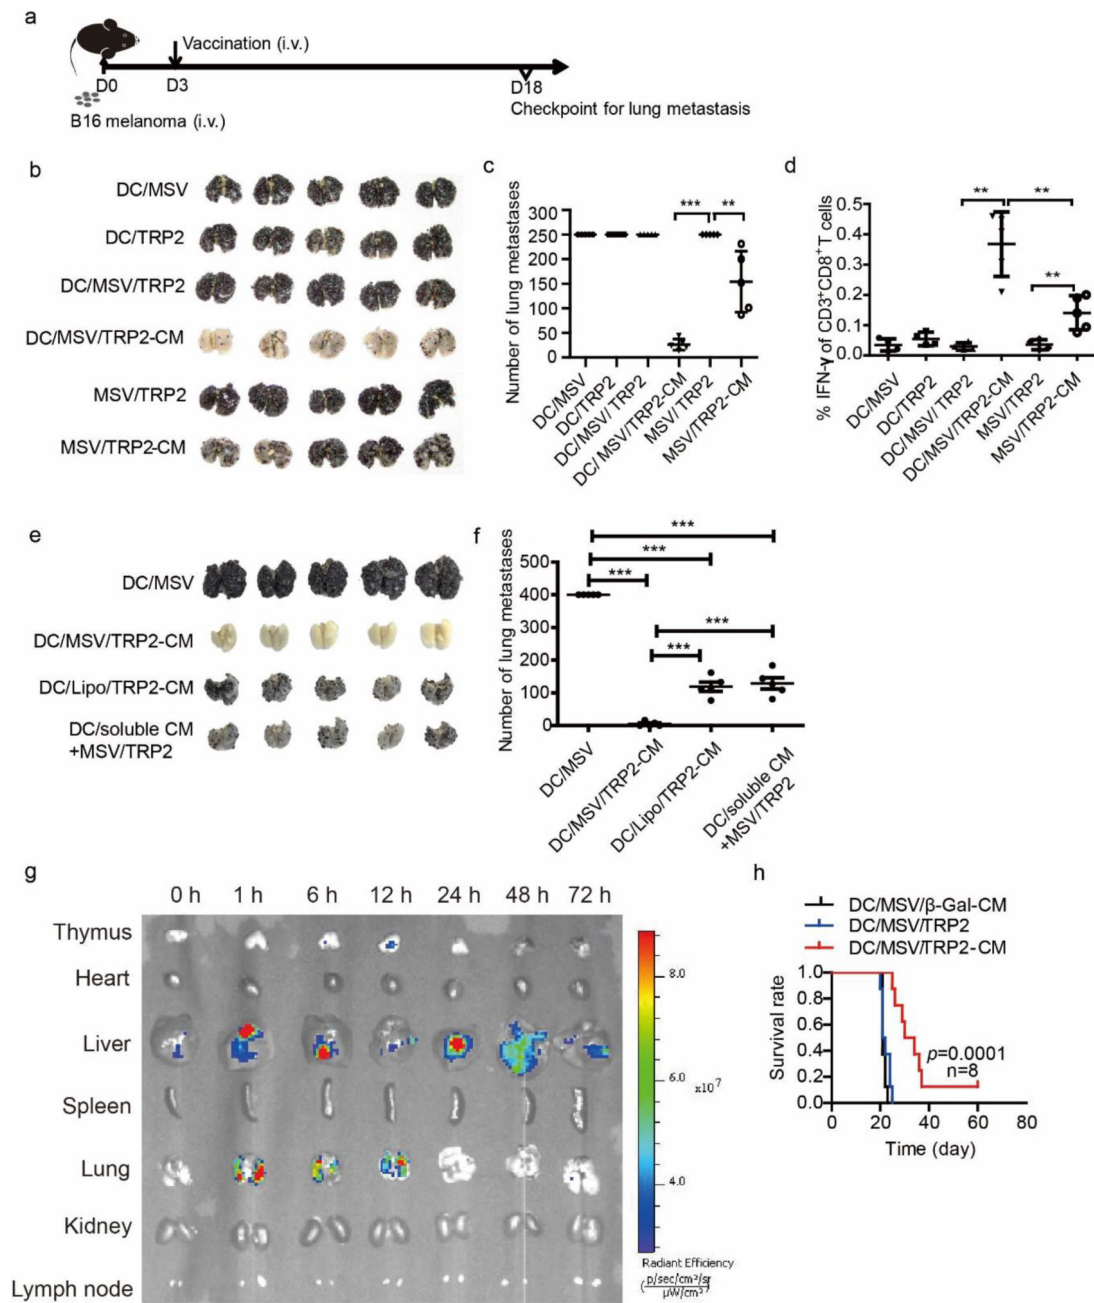 a
Vaccination (i.v.)
D0
D3
D18
Checkpoint for lung metastasis
B16 melanoma (i.v.)
b
DC/MSV
DC/TRP2
DC/MSV/TRP2
DC/MSV/TRP2-CM
MSV/TRP2
MSV/TRP2-CM
c
Number of lung metastases
300
250
200
150
100
50
0
***
**
DC/MSV
DC/TRP2
DC/MSV/TRP2
DC/ MSV/TRP2-CM
MSV/TRP2
MSV/TRP2-CM
d
% IFN-γ of CD3⁺CD8⁺T cells
0.5
0.4
0.3
0.2
0.1
0.0
**
**
**
DC/MSV
DC/TRP2
DC/MSV/ TRP2
DC/MSV/TRP2-CM
MSV/TRP2
MSV/TRP2-CM
e
DC/MSV
DC/MSV/TRP2-CM
DC/Lipo/TRP2-CM
DC/soluble CM
+MSV/TRP2
f
Number of lung metastases
500
400
300
200
100
0
***
***
***
***
***
DC/MSV
DC/MSV/TRP2-CM
DC/Lipo/TRP2-CM
DC/soluble CM
+MSV/TRP2
g
0 h 1 h 6 h 12 h 24 h 48 h 72 h
Thymus
Heart
Liver
Spleen
Lung
Kidney
Lymph node
8.0
6.0
x10⁷
4.0
Radiant Efficiency
(p/sec/cm²/sr
µW/cm²)
h
DC/MSV/β-Gal-CM
DC/MSV/TRP2
DC/MSV/TRP2-CM
Survival rate
1.0
0.8
0.6
0.4
0.2
0.0
p=0.0001
n=8
0 20 40 60 80
Time (day)